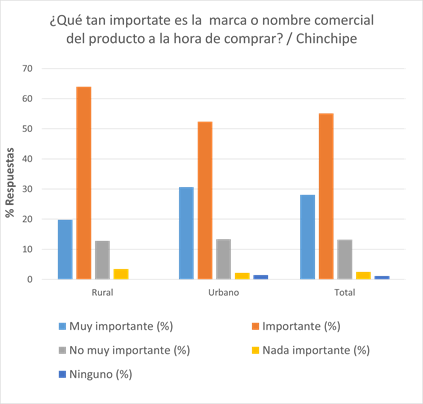 ¿Qué tan importate es la  marca o nombre comercial
del producto a la hora de comprar? / Chinchipe
70
60
50
40
30
20
10
0
% Respuestas
Rural
Urbano
Total
Muy importante (%)
Importante (%)
No muy importante (%)
Nada importante (%)
Ninguno (%)